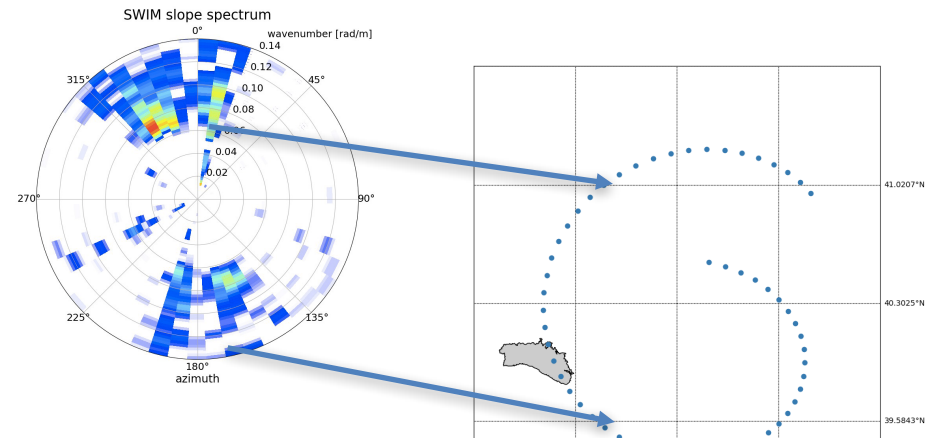 SWIM slope spectrum
0°
wavenumber [rad/m]
0.14
0.12
315°
45°
0.10
0.08
0.06
0.04
0.02
270°
90°
225°
135°
180°
azimuth
41.0207°N
40.3025°N
39.5843°N